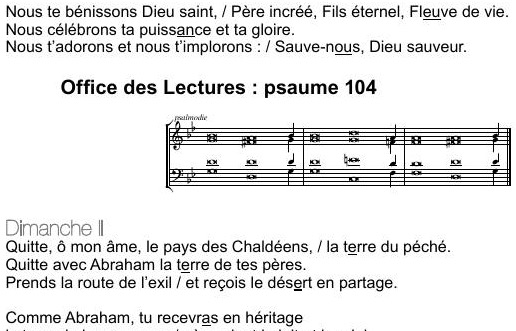 Nous te bénissons Dieu saint, / Père incréé, Fils éternel, Fleuve de vie.
Nous célébrons ta puissance et ta gloire.
Nous t'adorons et nous t'implorons : / Sauve-nous, Dieu sauveur.
Office des Lectures : psaume 104
psalmodie
Dimanche II
Quitte, ô mon âme, le pays des Chaldéens, / la terre du péché.
Quitte avec Abraham la terre de tes pères.
Prends la route de l'exil / et reçois le désert en partage.
Comme Abraham, tu recevras en héritage